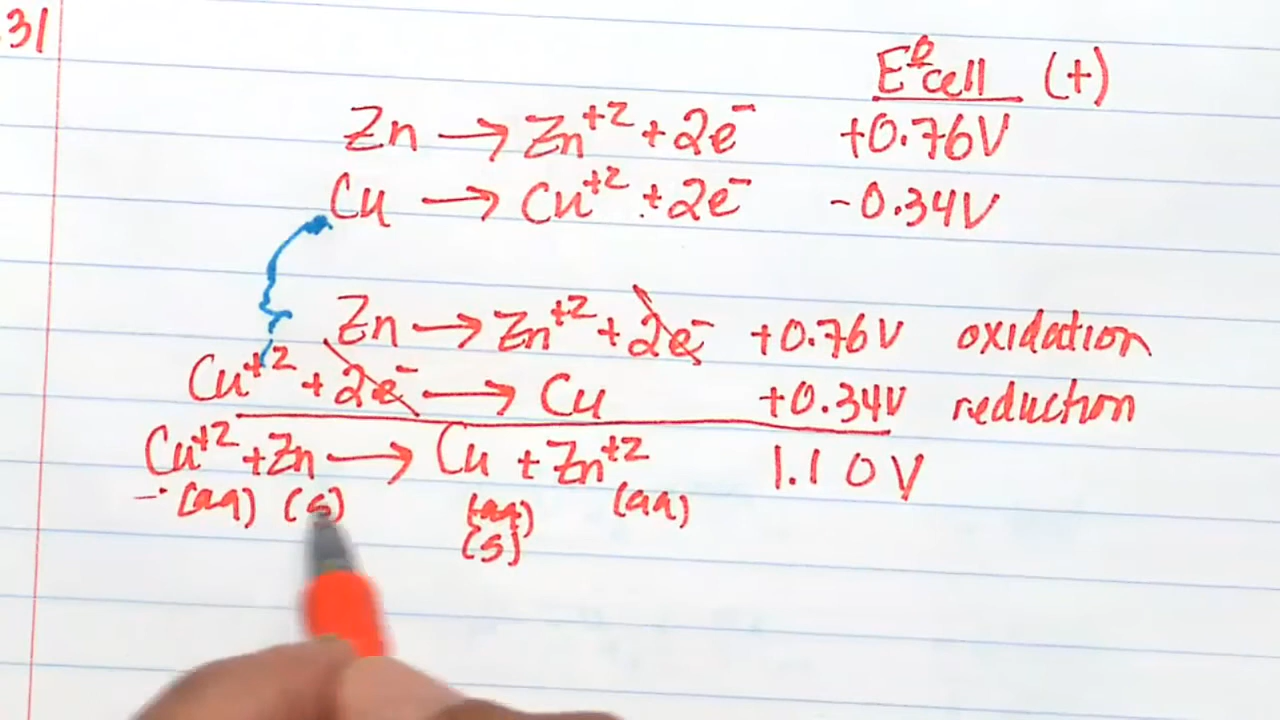 31
E°cell (+)
Zn → Zn⁺² + 2e⁻ +0.76V
Cu → Cu⁺² + 2e⁻ -0.34V
Zn → Zn⁺² + 2e⁻ +0.76V oxidation
Cu⁺² + 2e⁻ → Cu +0.34V reduction
Cu⁺² + Zn → Cu + Zn⁺² 1.10V
(aq) (s) (aq) (aq)
(s)